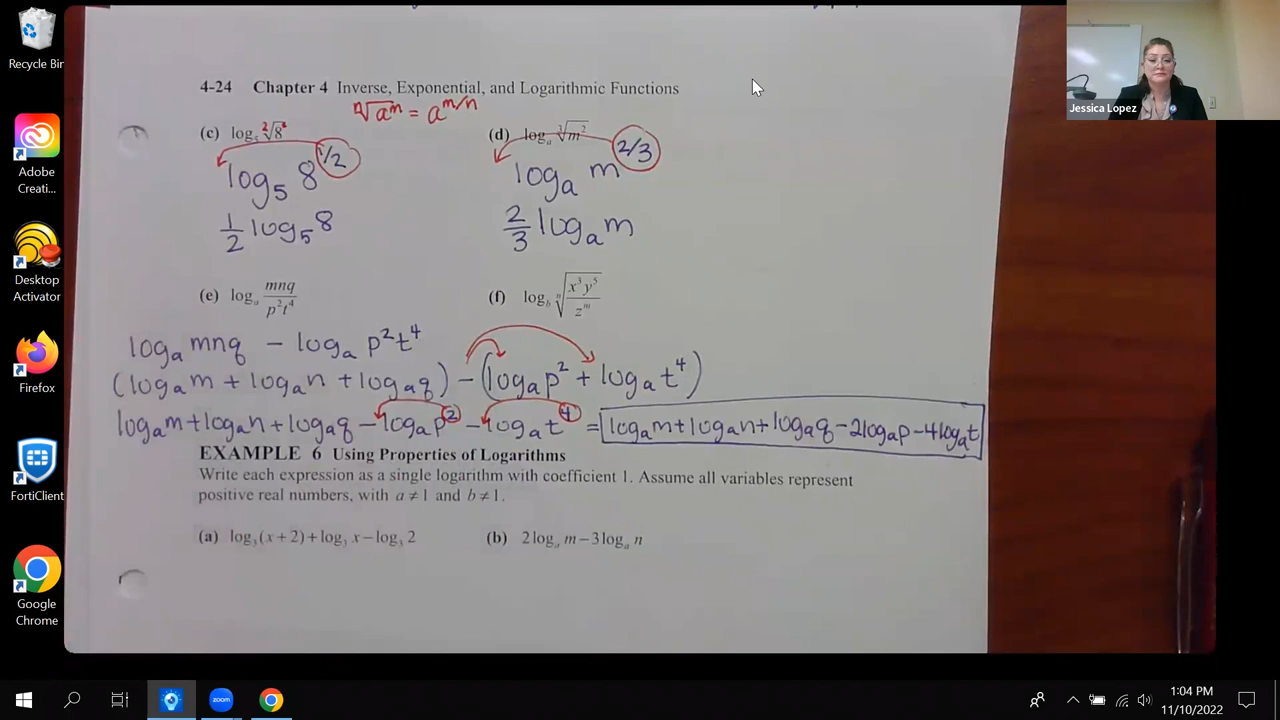 Recycle Bin
Adobe
Creati...
Desktop
Activator
Firefox
FortiClient
Google
Chrome
Jessica Lopez
4-24 Chapter 4 Inverse, Exponential, and Logarithmic Functions
ⁿ√aᵐ = a^(m/n)
(c) log₅ ²√8¹
log₅ 8^(1/2)
1/2 log₅ 8
(d) logₐ ³√m²
logₐ m^(2/3)
2/3 logₐ m
(e) logₐ mnq/p²t⁴
(f) log_b ⁿ√(x³y⁵/zᵐ)
logₐ mnq − logₐ p²t⁴
(logₐ m + logₐ n + logₐ q) − (logₐ p² + logₐ t⁴)
logₐ m + logₐ n + logₐ q − logₐ p² − logₐ t⁴ = logₐ m + logₐ n + logₐ q − 2logₐ p − 4logₐ t
EXAMPLE 6 Using Properties of Logarithms
Write each expression as a single logarithm with coefficient 1. Assume all variables represent
positive real numbers, with a ≠ 1 and b ≠ 1.
(a) log₃(x + 2) + log₃ x − log₃ 2
(b) 2 logₐ m − 3 logₐ n
zoom
1:04 PM
11/10/2022